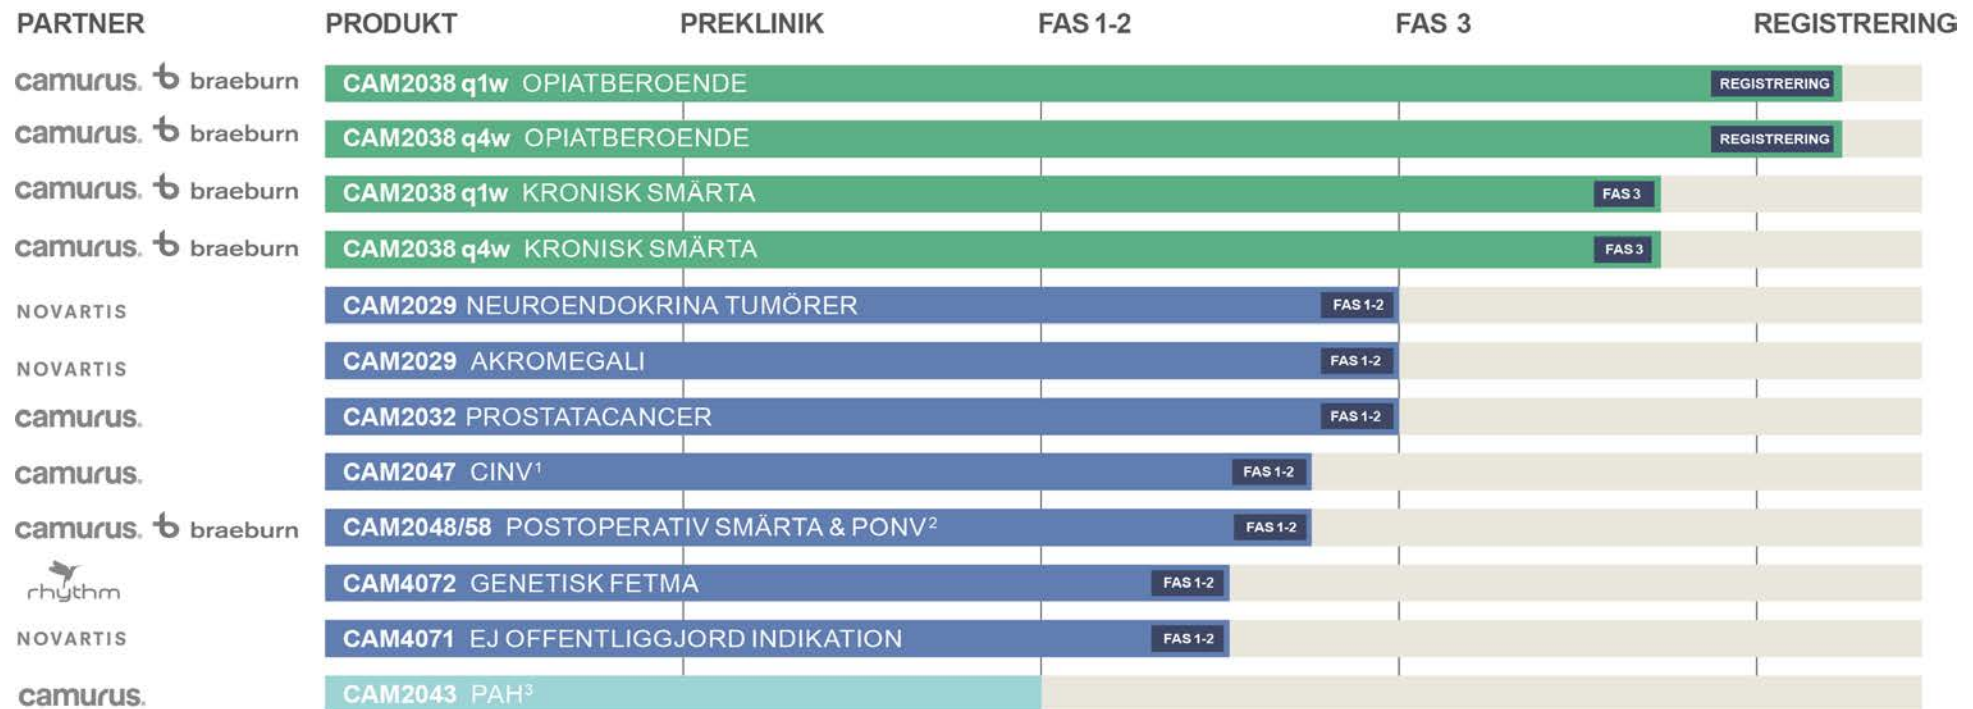 PARTNER PRODUKT PREKLINIK FAS 1-2 FAS 3 REGISTRERING
camurus. braeburn CAM2038 q1w OPIATBEROENDE REGISTRERING
camurus. braeburn CAM2038 q4w OPIATBEROENDE REGISTRERING
camurus. braeburn CAM2038 q1w KRONISK SMÄRTA FAS 3
camurus. braeburn CAM2038 q4w KRONISK SMÄRTA FAS 3
NOVARTIS CAM2029 NEUROENDOKRINA TUMÖRER FAS 1-2
NOVARTIS CAM2029 AKROMEGALI FAS 1-2
camurus. CAM2032 PROSTATACANCER FAS 1-2
camurus. CAM2047 CINV¹ FAS 1-2
camurus. braeburn CAM2048/58 POSTOPERATIV SMÄRTA & PONV² FAS 1-2
rhythm CAM4072 GENETISK FETMA FAS 1-2
NOVARTIS CAM4071 EJ OFFENTLIGGJORD INDIKATION FAS 1-2
camurus. CAM2043 PAH³